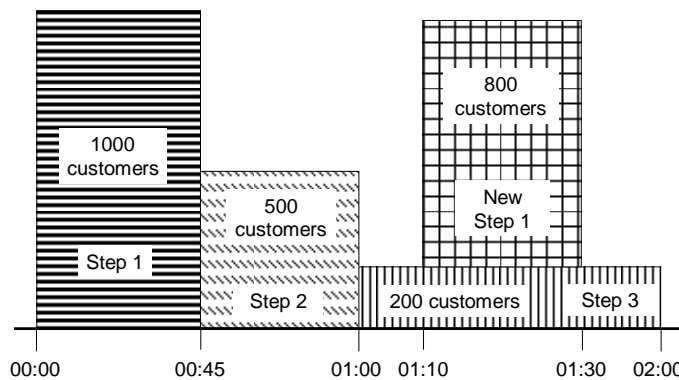 1000
customers
Step 1
500
customers
Step 2
800
customers
New
Step 1
200 customers
Step 3
00:00
00:45
01:00
01:10
01:30
02:00